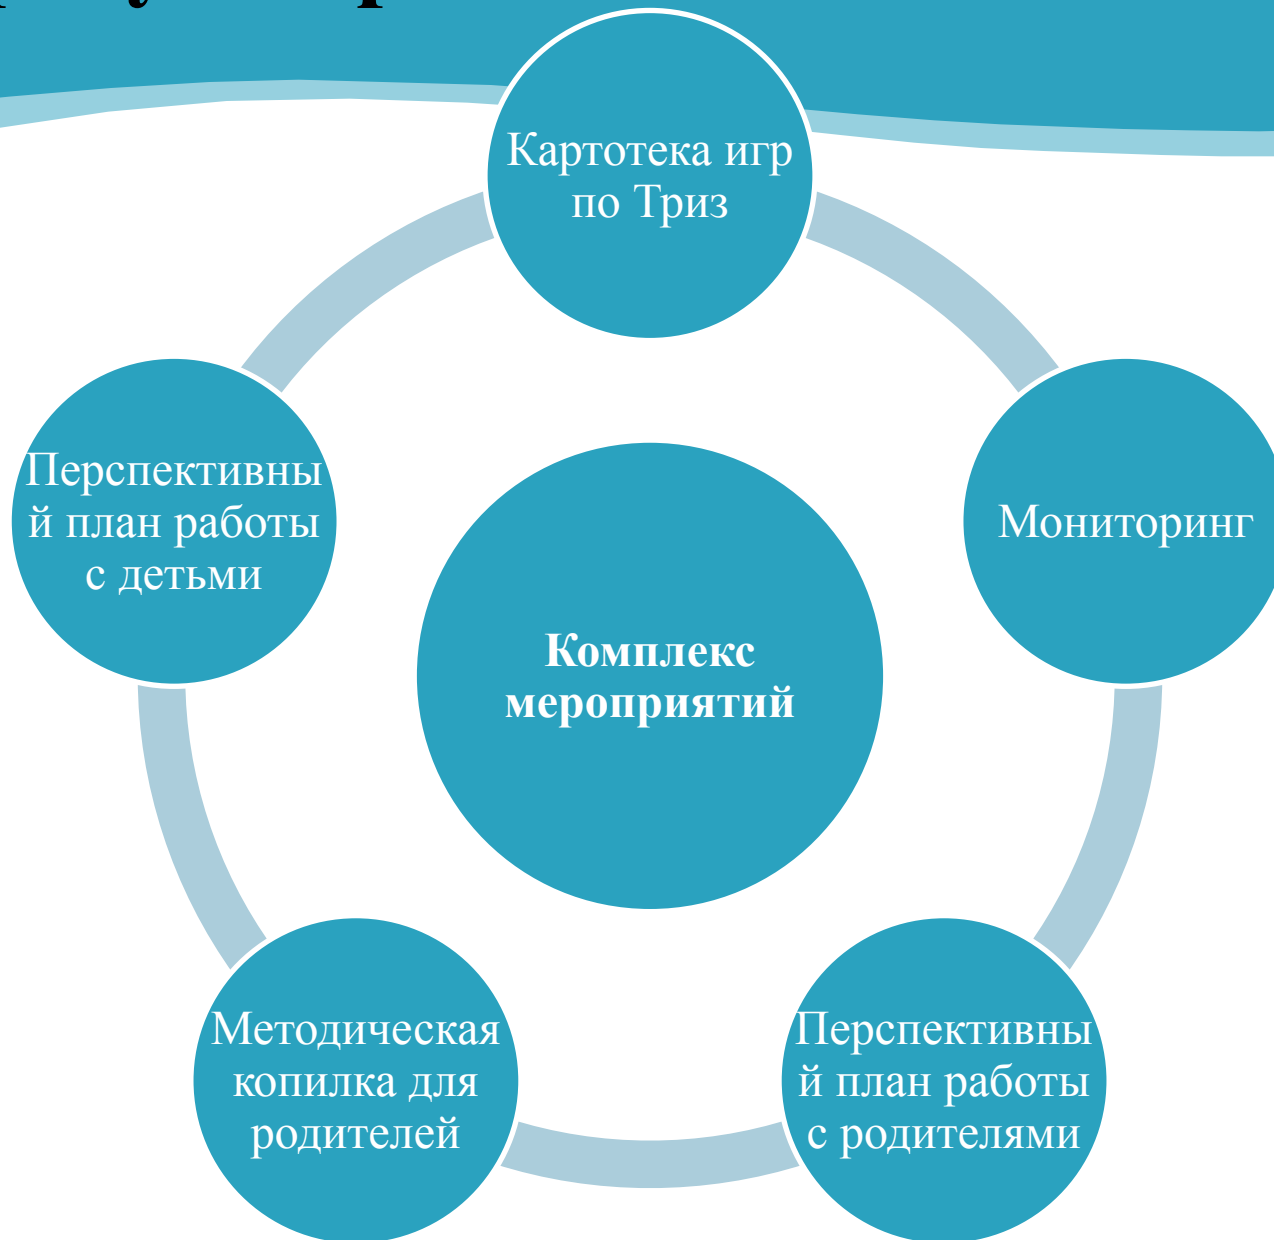 Картотека игр
по Триз
Мониторинг
Перспективны
й план работы
с родителями
Методическая
копилка для
родителей
Перспективны
й план работы
с детьми
Комплекс
мероприятий